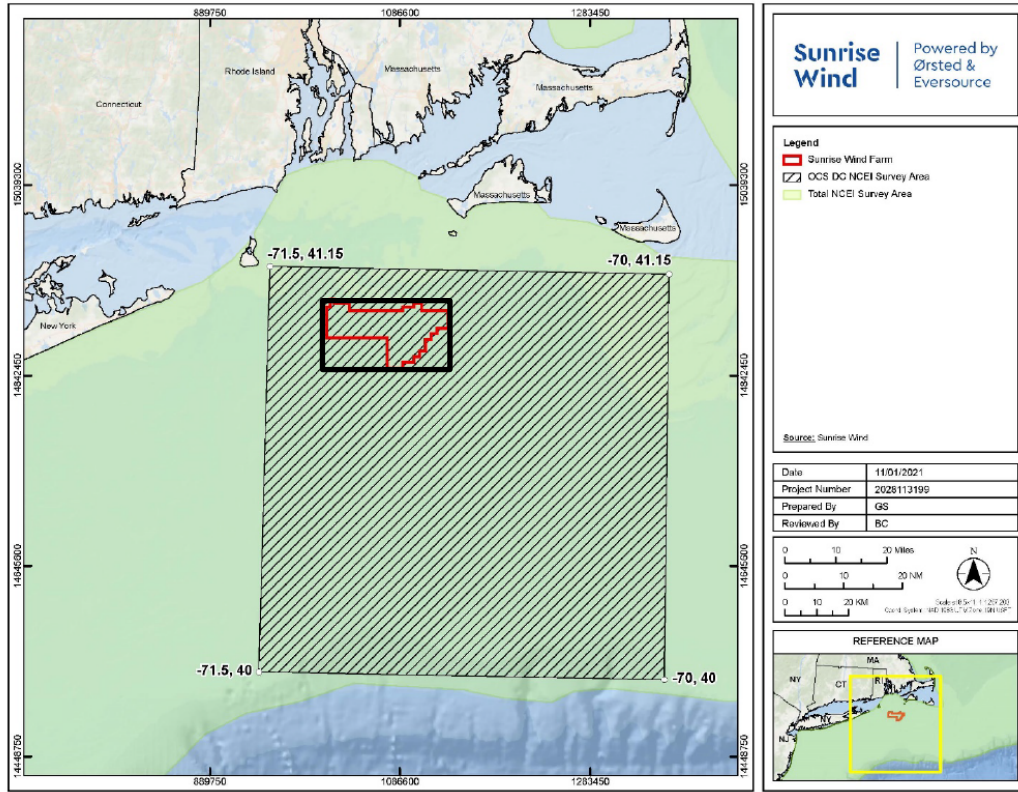 889750
1086600
1283450
15039300
14842450
14645600
14448750
15039300
14842450
14645600
14448750
889750
1086600
1283450
Connecticut
Rhode Island
Massachusetts
Massachusetts
Massachusetts
Massachusetts
New York
-71.5, 41.15
-70, 41.15
-71.5, 40
-70, 40
Sunrise
Wind
Powered by
Ørsted &
Eversource
Legend
Sunrise Wind Farm
OCS DC NCEI Survey Area
Total NCEI Survey Area
Source: Sunrise Wind
Date 11/01/2021
Project Number 2028113199
Prepared By GS
Reviewed By BC
0 10 20 Miles
0 10 20 NM
0 10 20 KM
N
REFERENCE MAP
MA
NY
CT
RI
NY
NJ